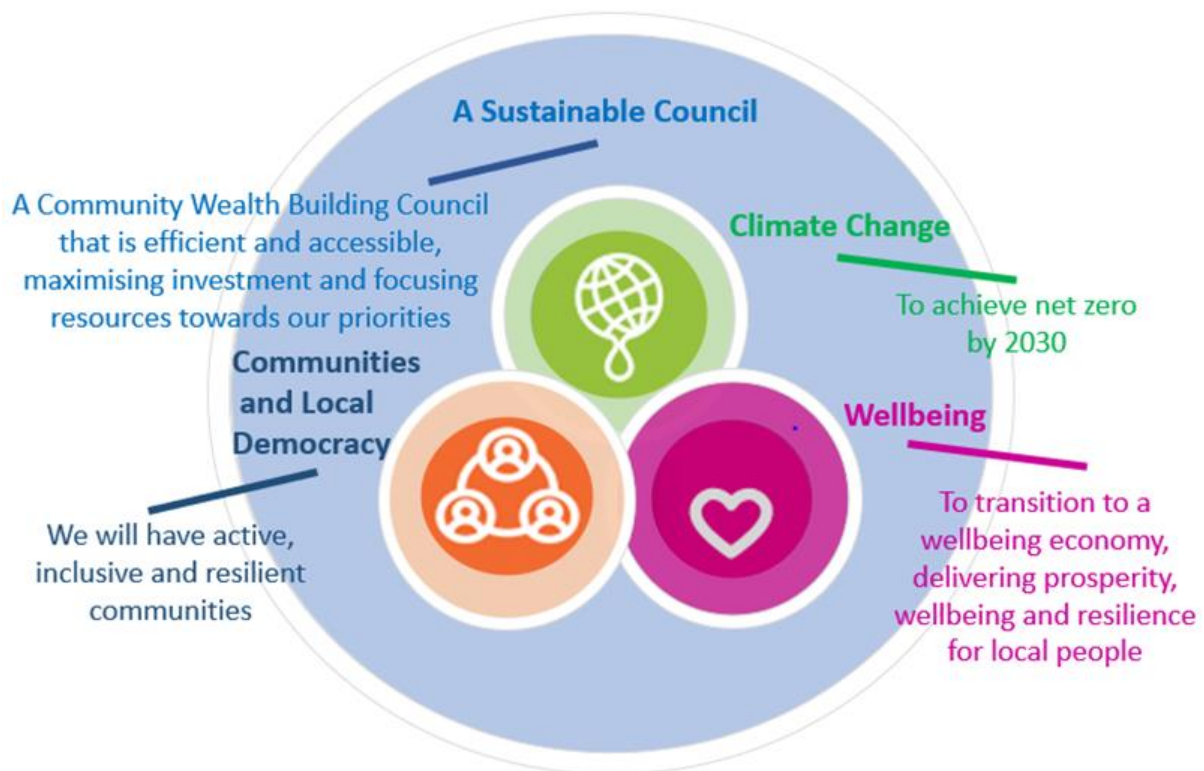 A Sustainable Council
A Community Wealth Building Council
that is efficient and accessible,
maximising investment and focusing
resources towards our priorities
Climate Change
To achieve net zero
by 2030
Communities
and Local
Democracy
We will have active,
inclusive and resilient
communities
Wellbeing
To transition to a
wellbeing economy,
delivering prosperity,
wellbeing and resilience
for local people